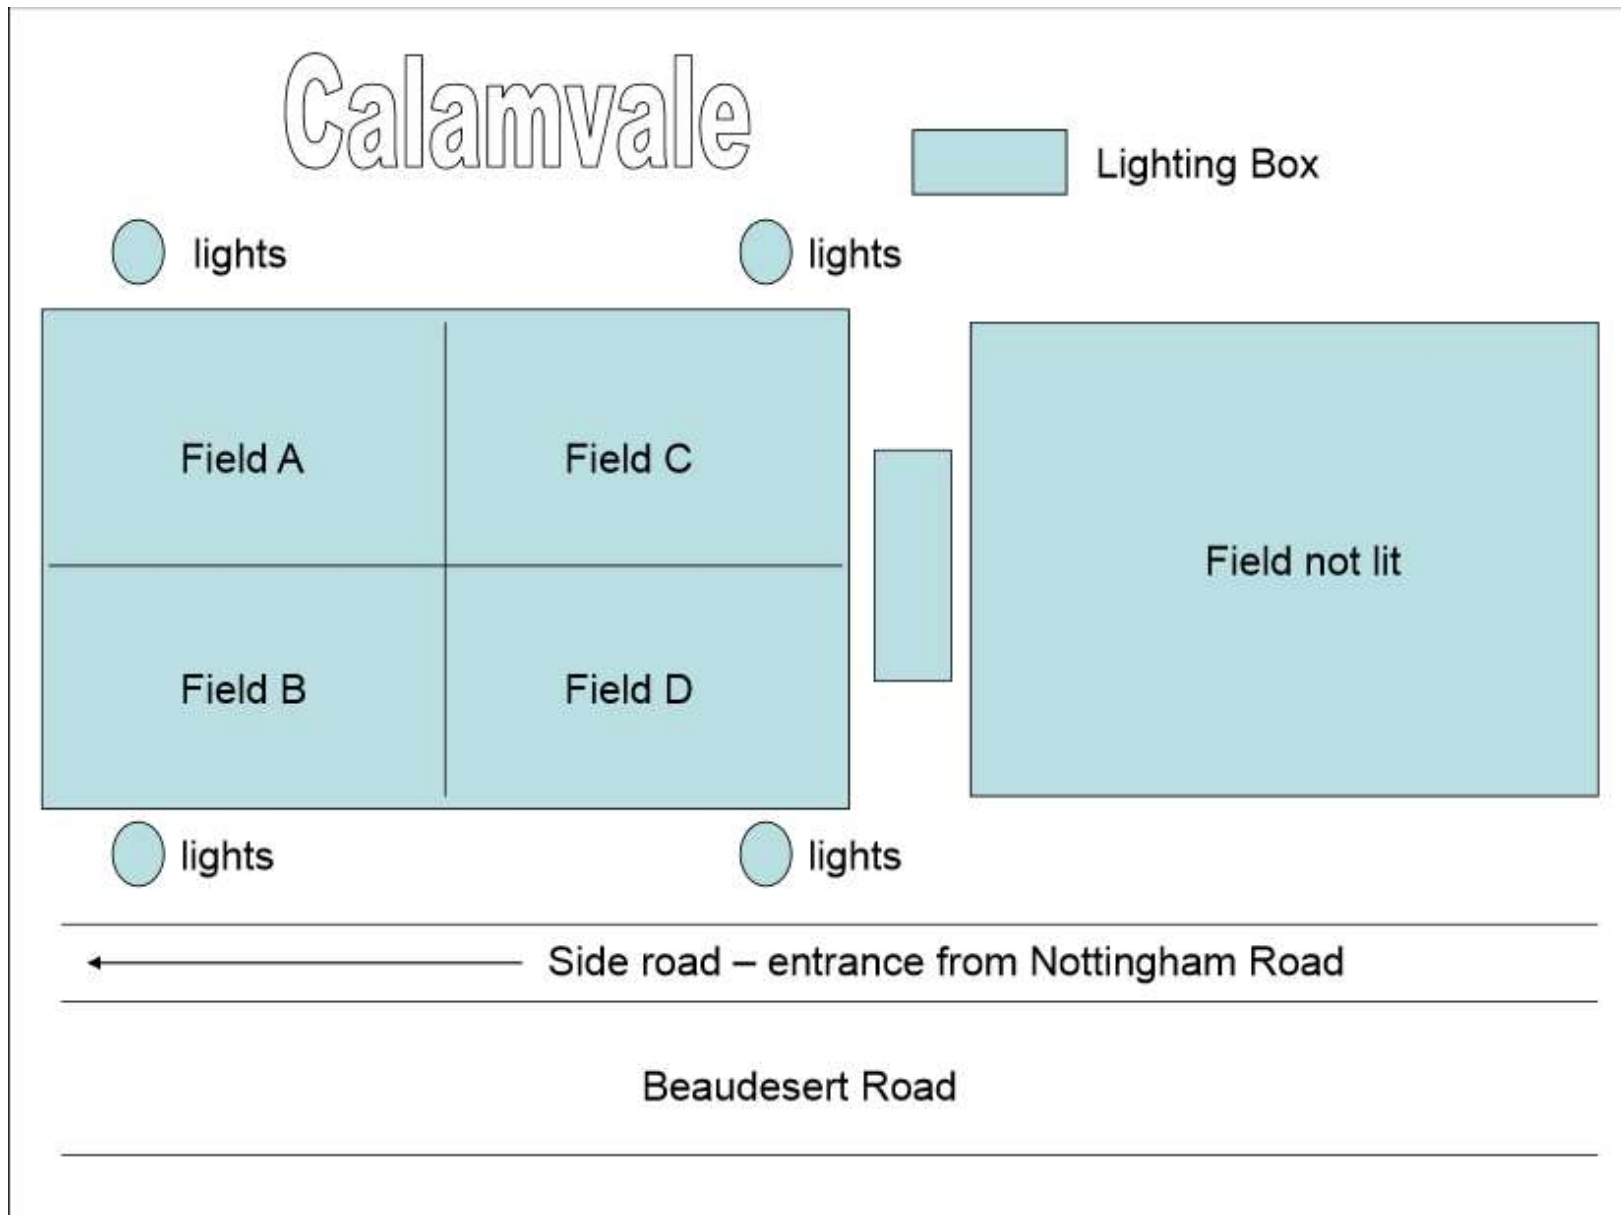 Calamvale
Lighting Box
lights
lights
Field A
Field C
Field not lit
Field B
Field D
lights
lights
Side road – entrance from Nottingham Road
Beaudesert Road